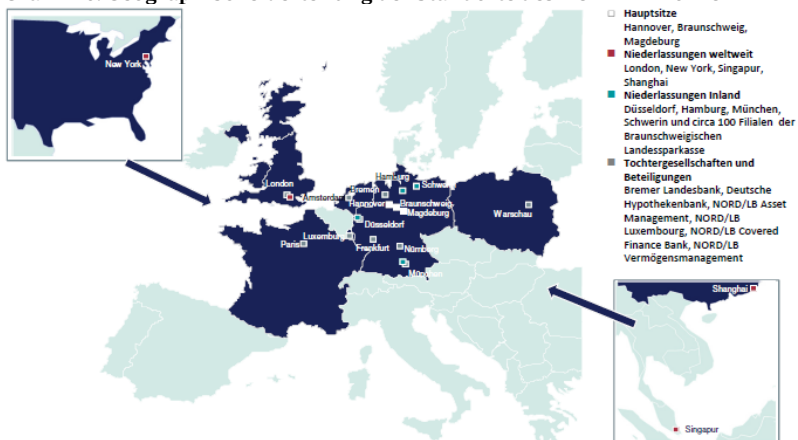 Hauptsitze
Hannover, Braunschweig,
Magdeburg
Niederlassungen weltweit
London, New York, Singapur,
Shanghai
Niederlassungen Inland
Düsseldorf, Hamburg, München,
Schwerin und circa 100 Filialen der
Braunschweigischen
Landessparkasse
Tochtergesellschaften und
Beteiligungen
Bremer Landesbank, Deutsche
Hypothekenbank, NORD/LB Asset
Management, NORD/LB
Luxembourg, NORD/LB Covered
Finance Bank, NORD/LB
Vermögensmanagement
New York
London
Amsterdam
Hamburg
Bremen
Schwe
Hannover
Braunschweig
Magdeburg
Warschau
Düsseldorf
Luxemburg
Paris
Frankfurt
Nürnberg
München
Shanghai
Singapur